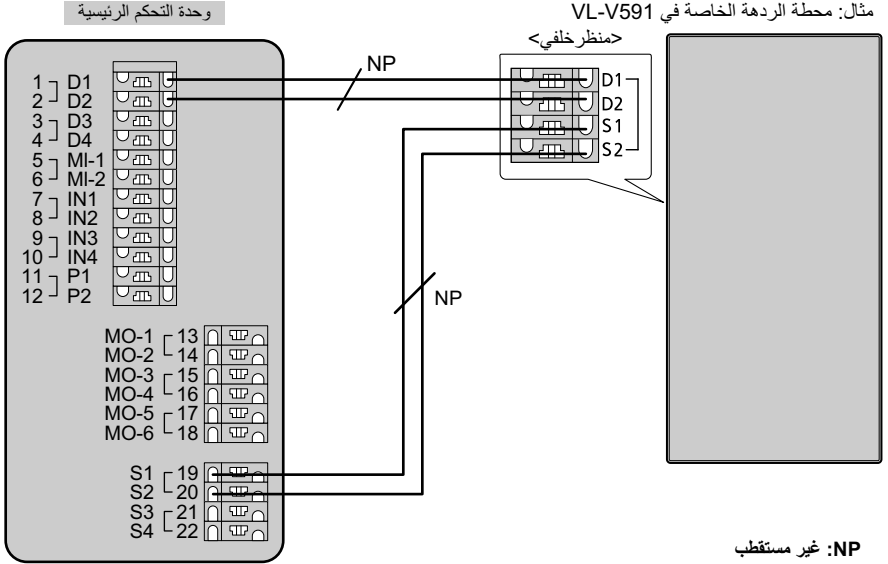 مثال: محطة الردهة الخاصة في VL-V591
وحدة التحكم الرئيسية
<منظر خلفي>
NP
1 D1
2 D2
3 D3
4 D4
5 MI-1
6 MI-2
7 IN1
8 IN2
9 IN3
10 IN4
11 P1
12 P2
D1
D2
S1
S2
NP
MO-1 13
MO-2 14
MO-3 15
MO-4 16
MO-5 17
MO-6 18
S1 19
S2 20
S3 21
S4 22
NP: غير مستقطب